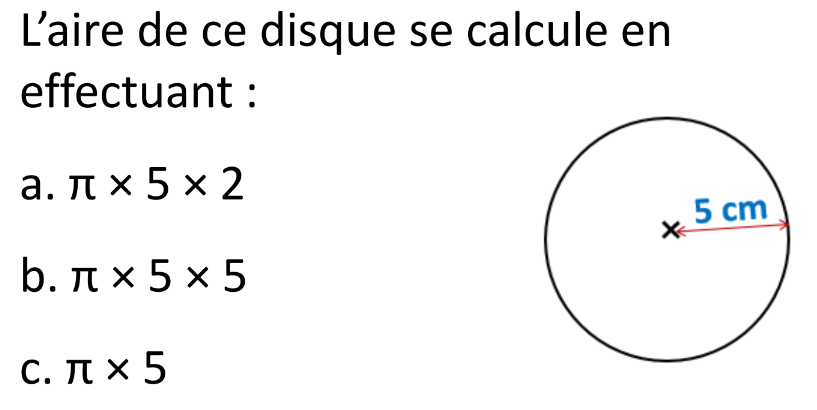 L’aire de ce disque se calcule en
effectuant :
a. π × 5 × 2
5 cm
b. π × 5 × 5
c. π × 5